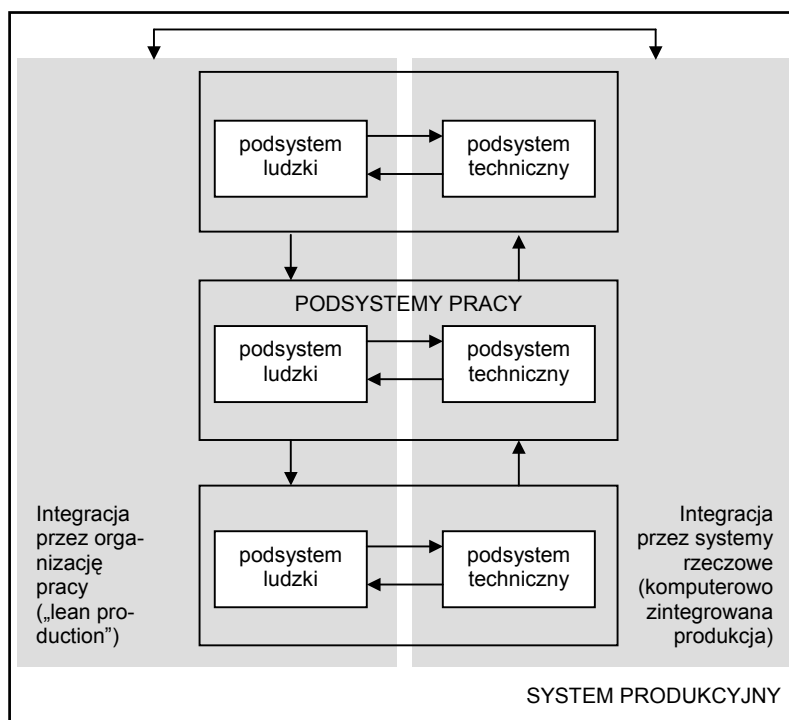 podsystem
ludzki
podsystem
techniczny
PODSYSTEMY PRACY
podsystem
ludzki
podsystem
techniczny
Integracja
przez orga-
nizację
pracy
(„lean pro-
duction”)
podsystem
ludzki
podsystem
techniczny
Integracja
przez systemy
rzeczowe
(komputerowo
zintegrowana
produkcja)
SYSTEM PRODUKCYJNY